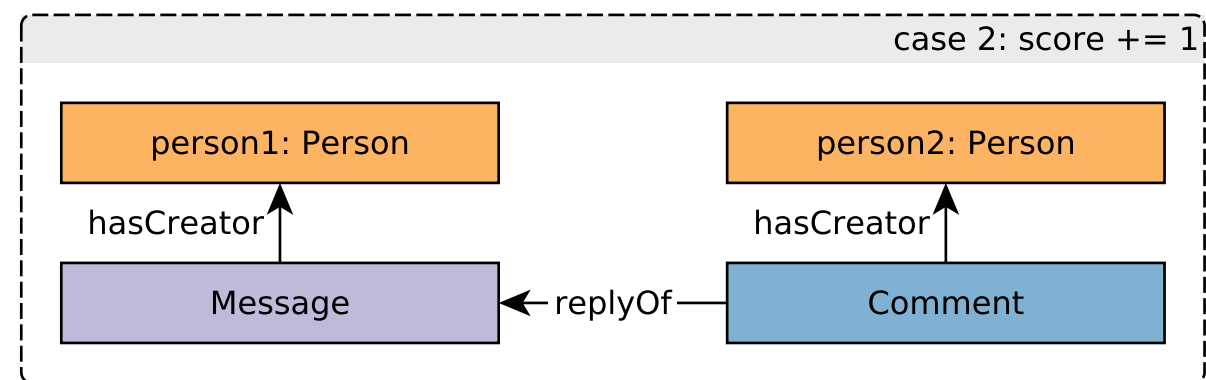 case 2: score += 1
person1: Person
person2: Person
hasCreator
hasCreator
Message
replyOf
Comment